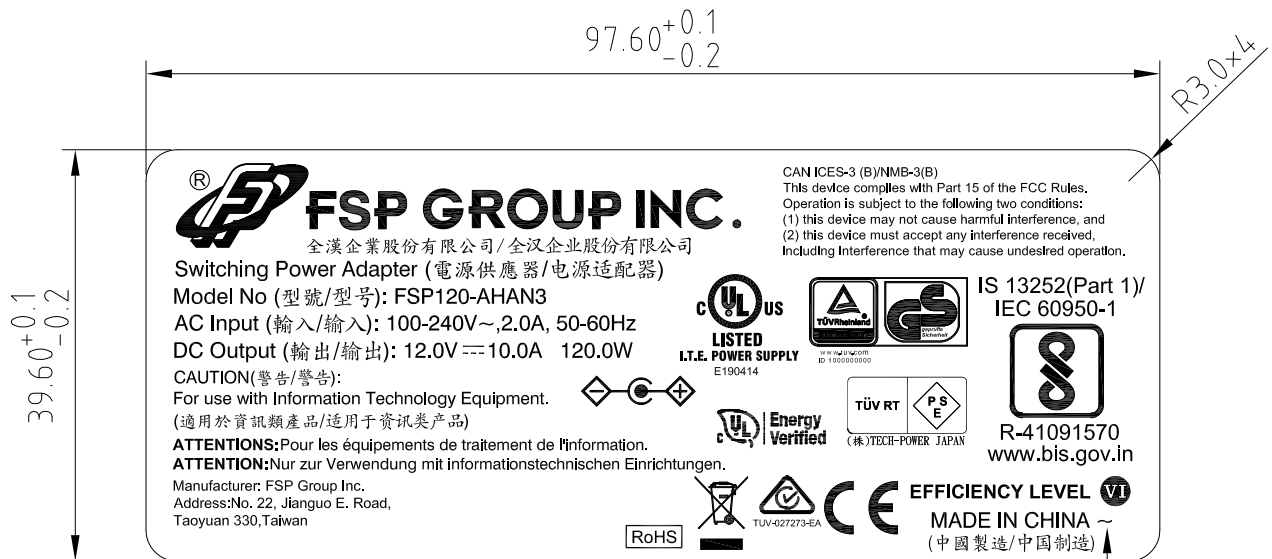 97.60 +0.1 -0.2
R3.0×4
39.60 +0.1 -0.2
® FSP GROUP INC.
全漢企業股份有限公司/全汉企业股份有限公司
Switching Power Adapter (電源供應器/电源适配器)
Model No (型號/型号): FSP120-AHAN3
AC Input (輸入/输入): 100-240V~,2.0A, 50-60Hz
DC Output (輸出/输出): 12.0V ⎓ 10.0A 120.0W
CAUTION(警告/警告):
For use with Information Technology Equipment.
(適用於資訊類產品/适用于资讯类产品)
ATTENTIONS:Pour les équipements de traitement de l'information.
ATTENTION:Nur zur Verwendung mit informationstechnischen Einrichtungen.
Manufacturer: FSP Group Inc.
Address:No. 22, Jianguo E. Road,
Taoyuan 330,Taiwan
CAN ICES-3 (B)/NMB-3(B)
This device complies with Part 15 of the FCC Rules.
Operation is subject to the following two conditions:
(1) this device may not cause harmful interference, and
(2) this device must accept any interference received,
including interference that may cause undesired operation.
C UL US
LISTED
I.T.E. POWER SUPPLY
E190414
TÜVRheinland
www.tuv.com
ID 1000000000
GS
geprüfte
Sicherheit
IS 13252(Part 1)/
IEC 60950-1
R-41091570
www.bis.gov.in
c UL Energy
Verified
TÜV RT
P S
E
(株)TECH-POWER JAPAN
RoHS
TUV-027273-EA
CE
EFFICIENCY LEVEL VI
MADE IN CHINA ~
(中國製造/中国制造)